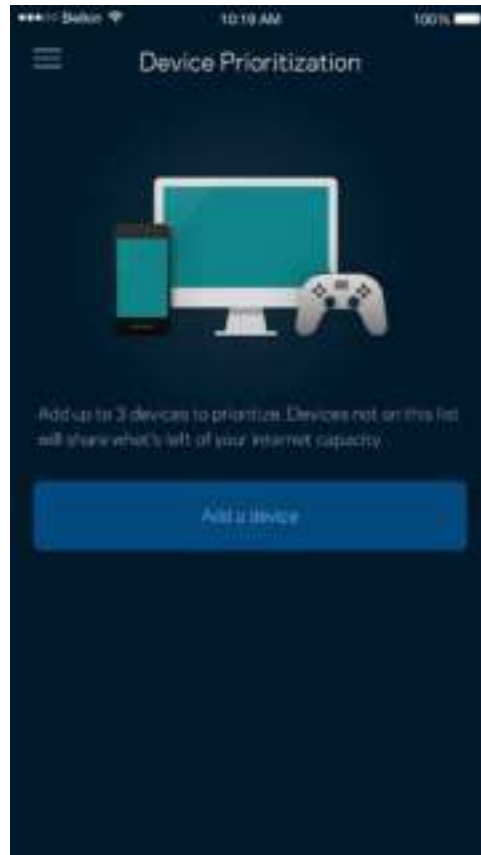 Belkin 10:19 AM 100%
Device Prioritization
Add up to 3 devices to prioritize. Devices not on this list
will share what's left of your internet capacity.
Add a device